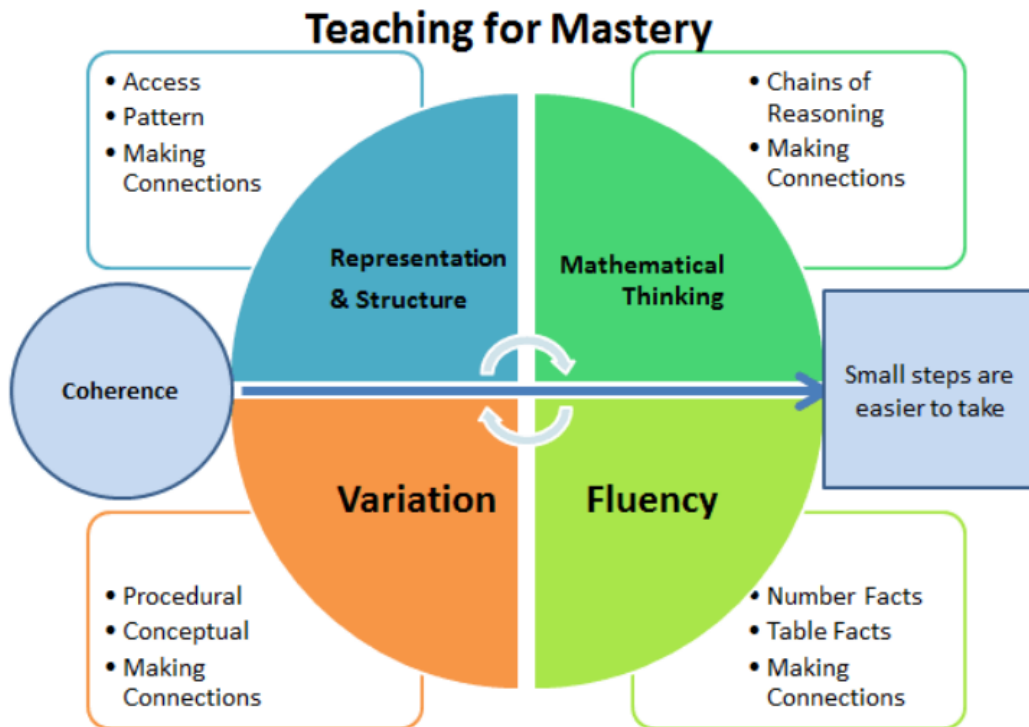 Teaching for Mastery
• Access
• Pattern
• Making
Connections
• Chains of
Reasoning
• Making
Connections
Representation
& Structure
Mathematical
Thinking
Coherence
Small steps are
easier to take
Variation
Fluency
• Procedural
• Conceptual
• Making
Connections
• Number Facts
• Table Facts
• Making
Connections